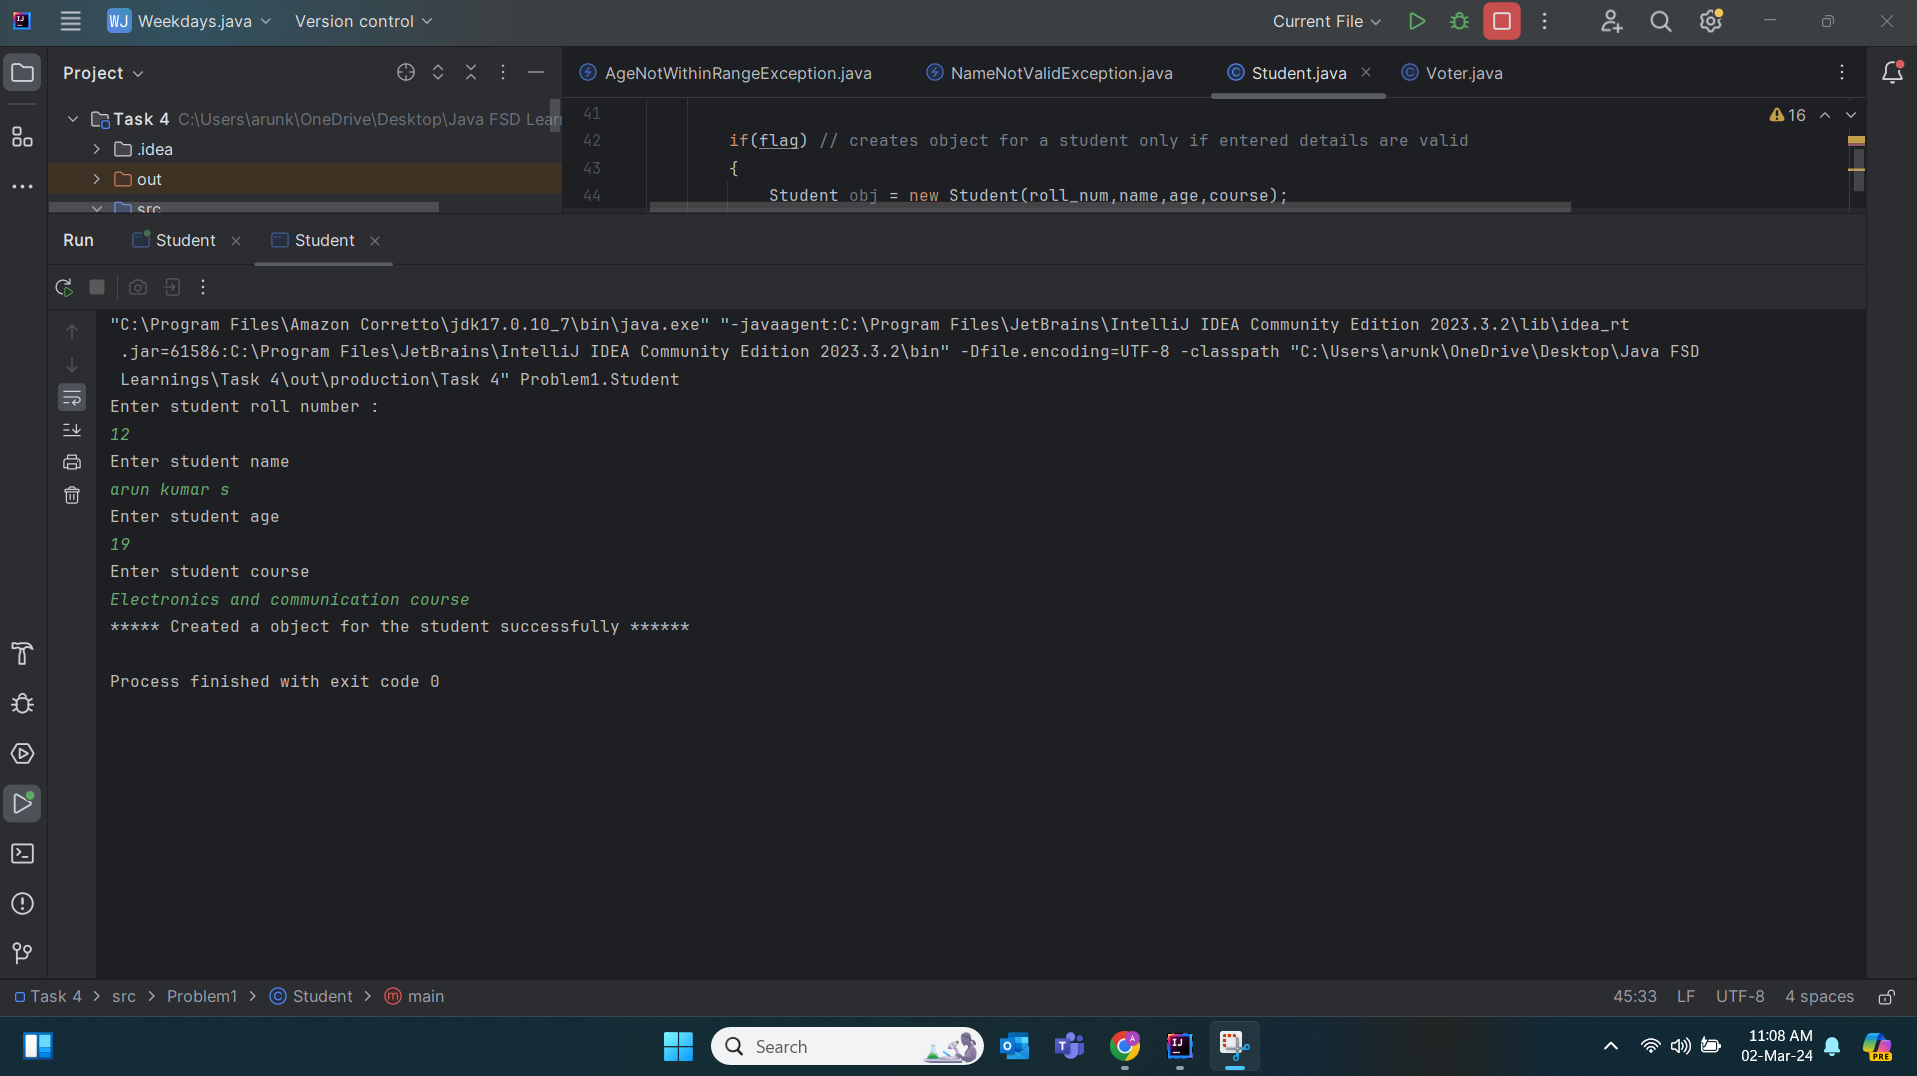 WJ Weekdays.java Version control Current File
Project
AgeNotWithinRangeException.java NameNotValidException.java Student.java Voter.java
Task 4 C:\Users\arunk\OneDrive\Desktop\Java FSD Lear
.idea
out
src
16
41
42 if(flag) // creates object for a student only if entered details are valid
43 {
44 Student obj = new Student(roll_num,name,age,course);
Run Student Student
"C:\Program Files\Amazon Corretto\jdk17.0.10_7\bin\java.exe" "-javaagent:C:\Program Files\JetBrains\IntelliJ IDEA Community Edition 2023.3.2\lib\idea_rt
.jar=61586:C:\Program Files\JetBrains\IntelliJ IDEA Community Edition 2023.3.2\bin" -Dfile.encoding=UTF-8 -classpath "C:\Users\arunk\OneDrive\Desktop\Java FSD
Learnings\Task 4\out\production\Task 4" Problem1.Student
Enter student roll number :
12
Enter student name
arun kumar s
Enter student age
19
Enter student course
Electronics and communication course
***** Created a object for the student successfully ******
Process finished with exit code 0
Task 4 > src > Problem1 > Student > main 45:33 LF UTF-8 4 spaces
Search
11:08 AM
02-Mar-24
PRE